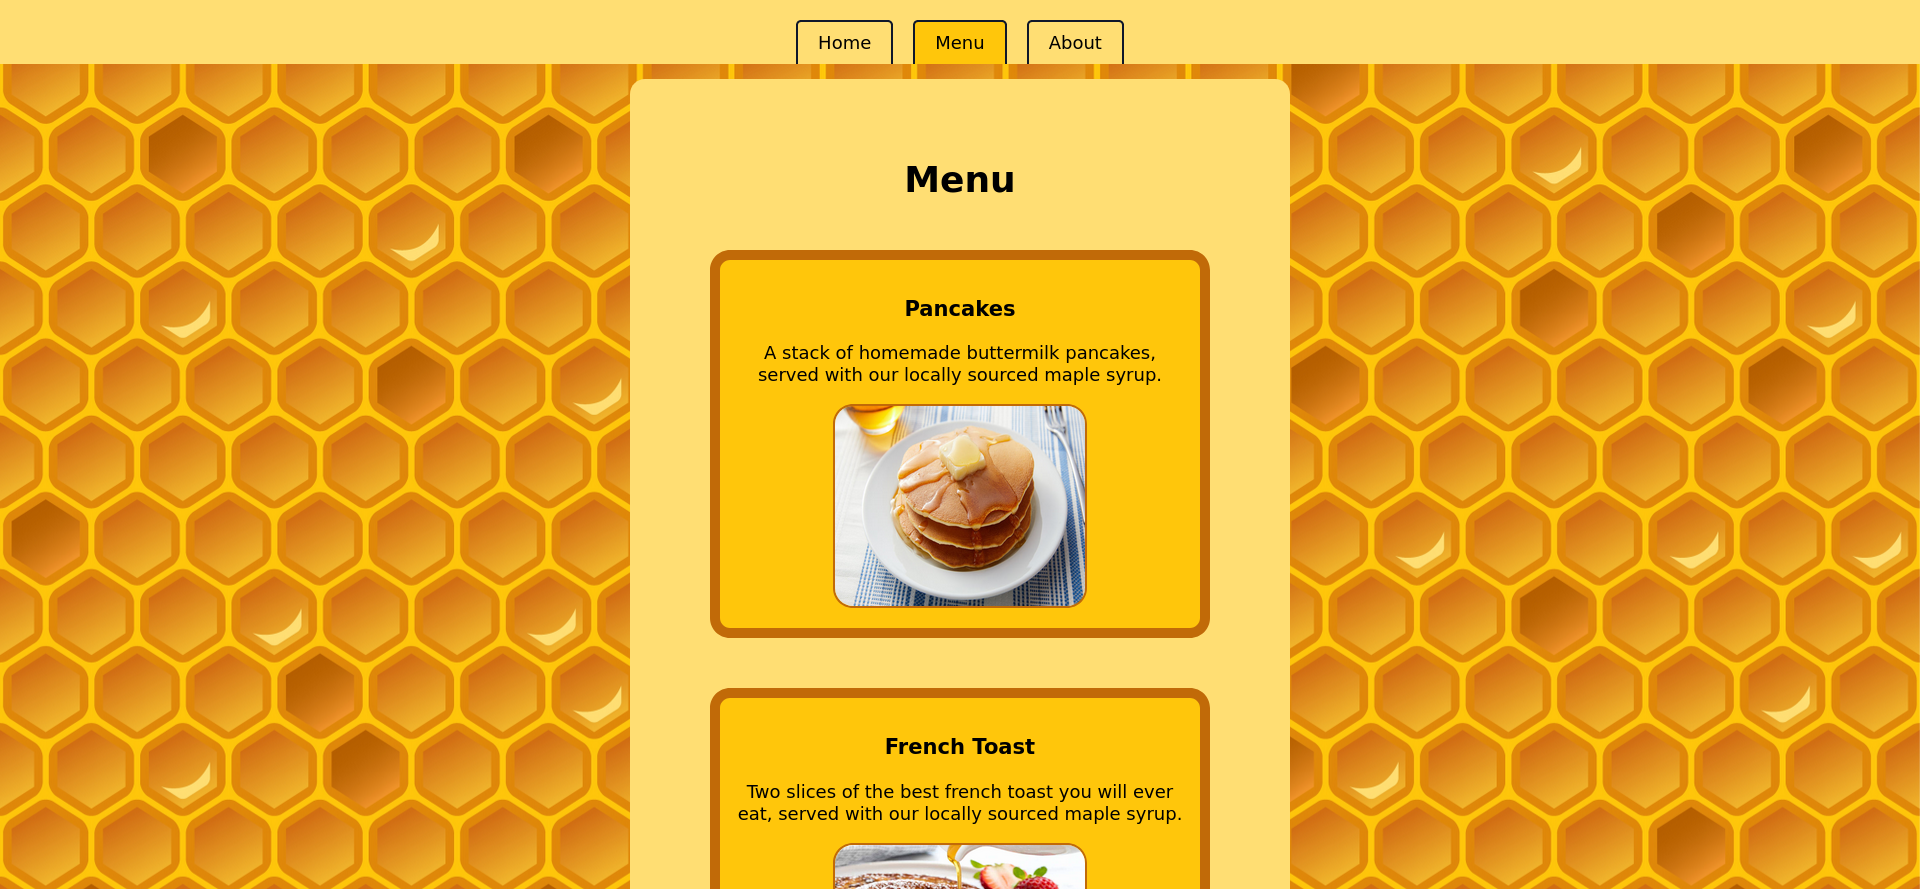 Home Menu About
Menu
Pancakes
A stack of homemade buttermilk pancakes,
served with our locally sourced maple syrup.
French Toast
Two slices of the best french toast you will ever
eat, served with our locally sourced maple syrup.